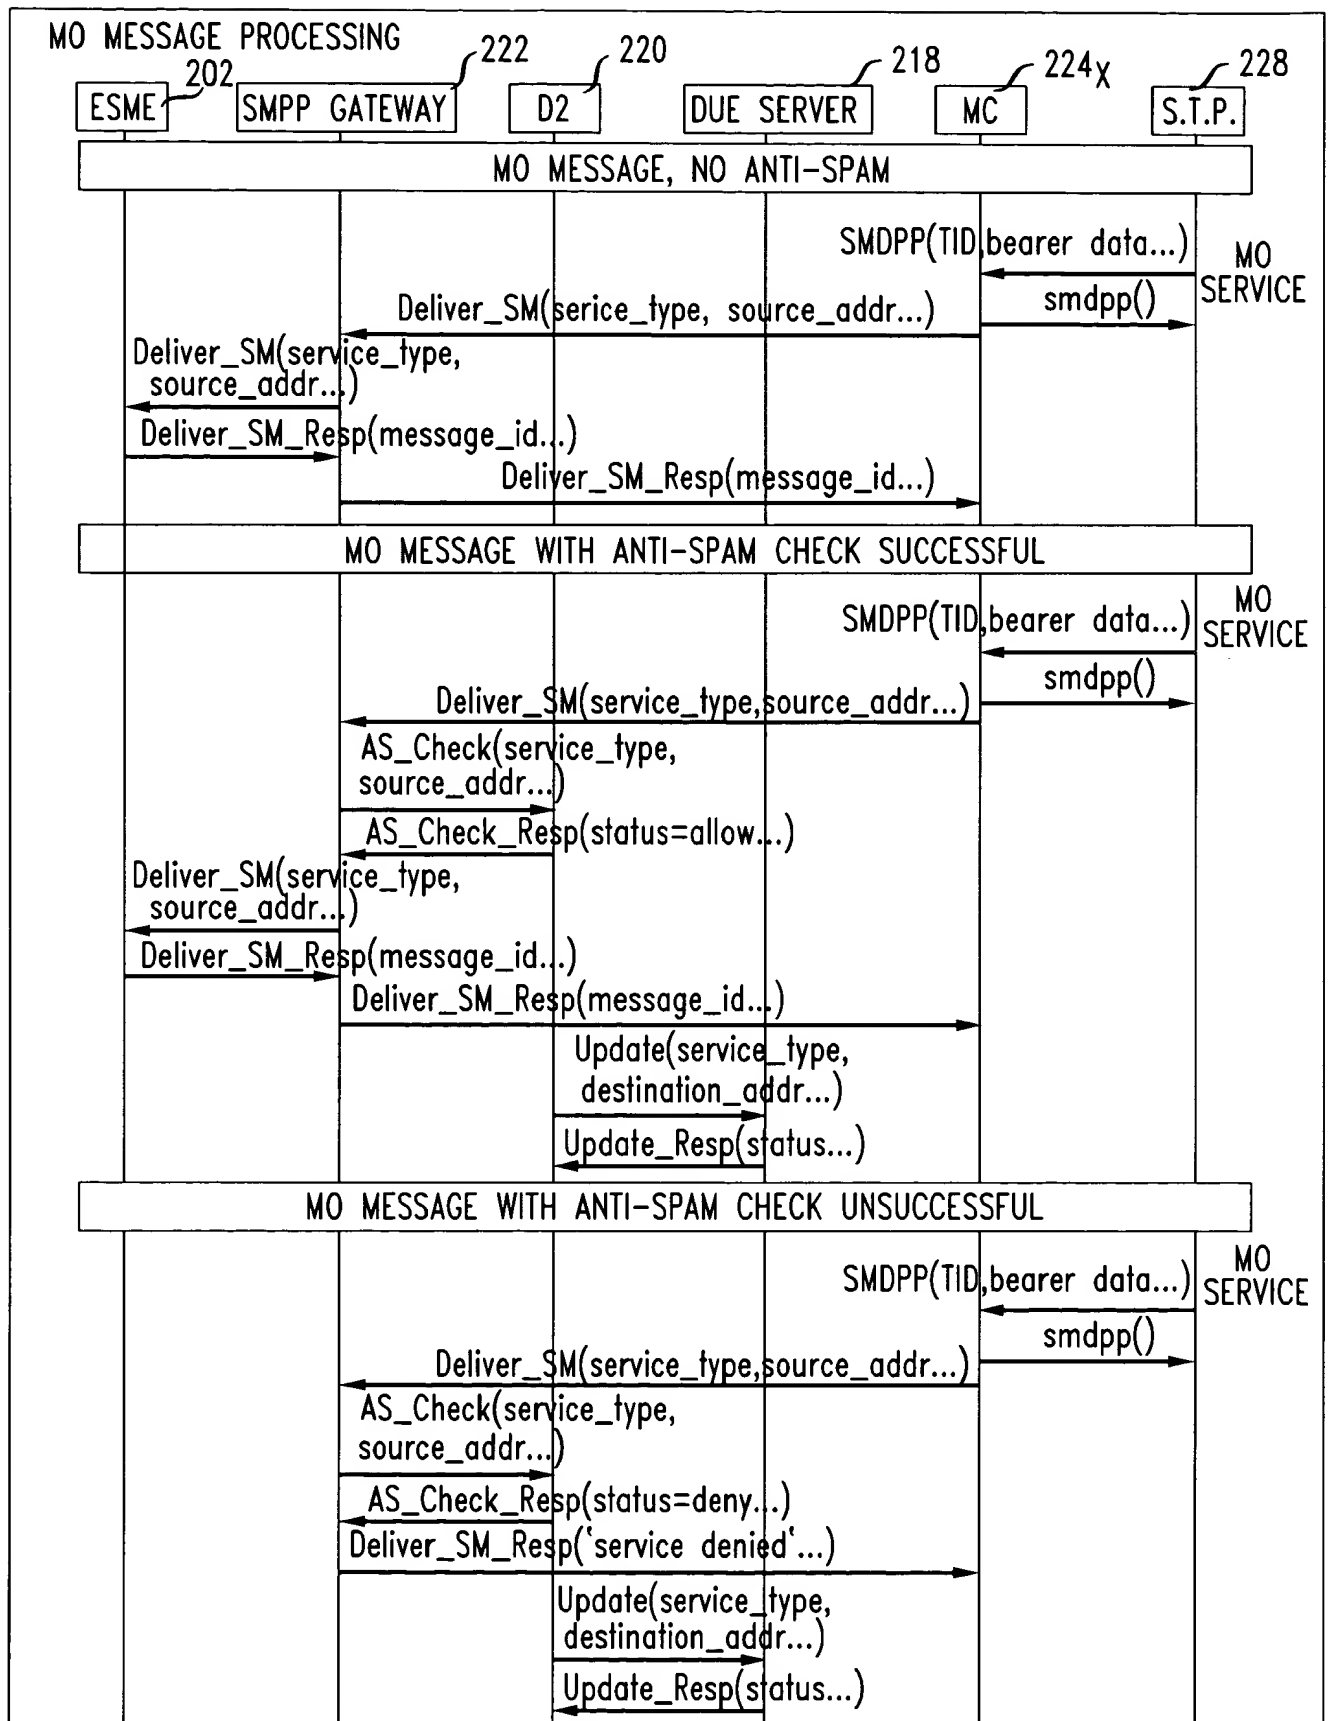 MO MESSAGE PROCESSING
202
222
220
218
224X
228
ESME
SMPP GATEWAY
D2
DUE SERVER
MC
S.T.P.
MO MESSAGE, NO ANTI-SPAM
SMDPP(TID,bearer data...)
MO
SERVICE
smdpp()
Deliver_SM(serice_type, source_addr...)
Deliver_SM(service_type,
source_addr...)
Deliver_SM_Resp(message_id...)
Deliver_SM_Resp(message_id...)
MO MESSAGE WITH ANTI-SPAM CHECK SUCCESSFUL
SMDPP(TID,bearer data...)
MO
SERVICE
smdpp()
Deliver_SM(service_type,source_addr...)
AS_Check(service_type,
source_addr...)
AS_Check_Resp(status=allow...)
Deliver_SM(service_type,
source_addr...)
Deliver_SM_Resp(message_id...)
Deliver_SM_Resp(message_id...)
Update(service_type,
destination_addr...)
Update_Resp(status...)
MO MESSAGE WITH ANTI-SPAM CHECK UNSUCCESSFUL
SMDPP(TID,bearer data...)
MO
SERVICE
smdpp()
Deliver_SM(service_type,source_addr...)
AS_Check(service_type,
source_addr...)
AS_Check_Resp(status=deny...)
Deliver_SM_Resp(‘service denied‘...)
Update(service_type,
destination_addr...)
Update_Resp(status...)